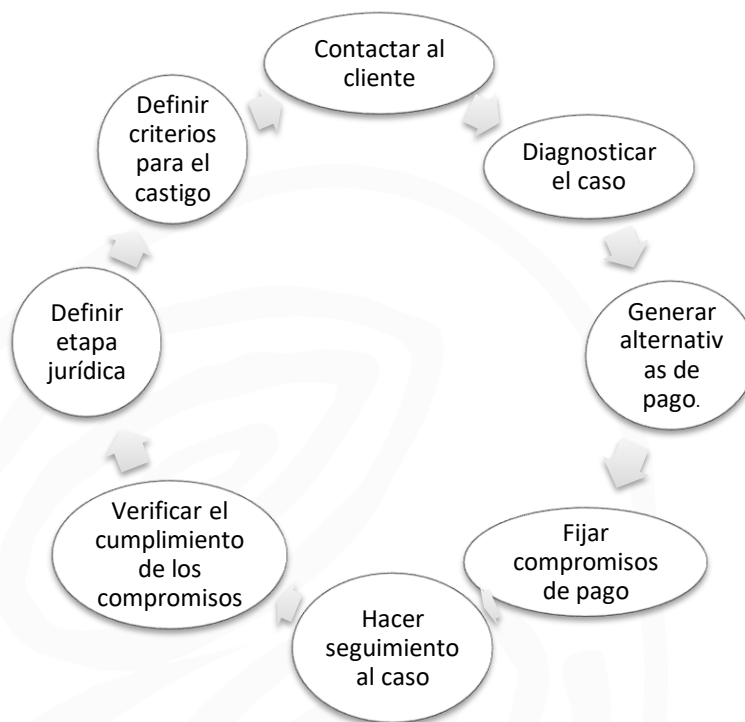 Contactar al
cliente
Diagnosticar
el caso
Generar
alternativ
as de
pago.
Fijar
compromisos
de pago
Hacer
seguimiento
al caso
Verificar el
cumplimiento
de los
compromisos
Definir
etapa
jurídica
Definir
criterios
para el
castigo